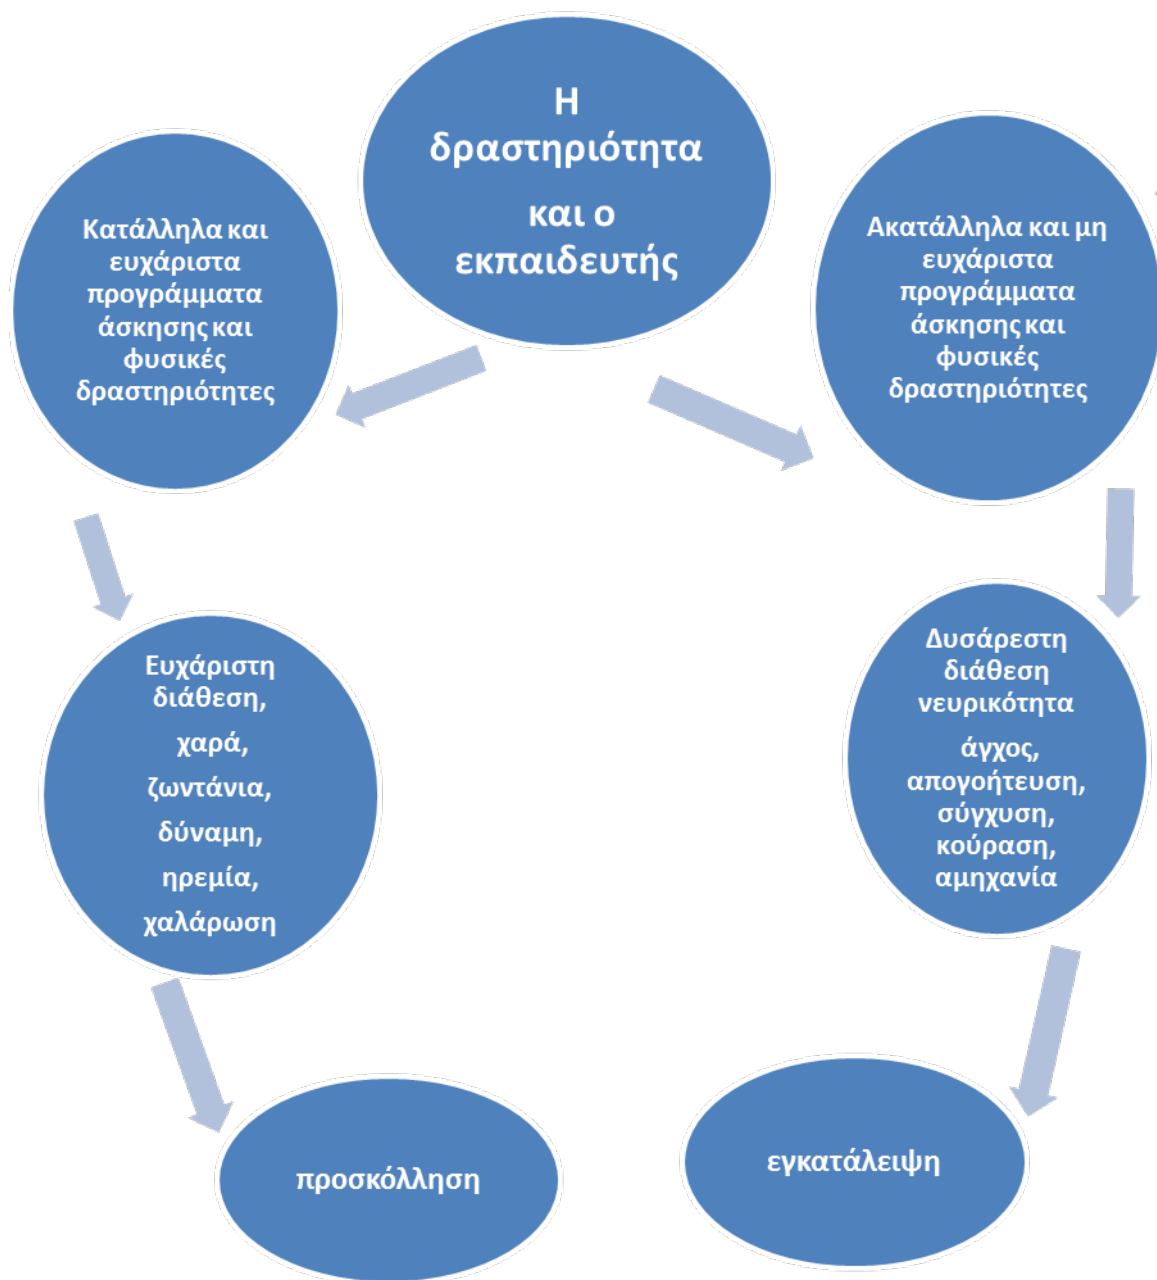 Η
δραστηριότητα
και ο
εκπαιδευτής
Κατάλληλα και
ευχάριστα
προγράμματα
άσκησης και
φυσικές
δραστηριότητες
Ακατάλληλα και μη
ευχάριστα
προγράμματα
άσκησης και
φυσικές
δραστηριότητες
Ευχάριστη
διάθεση,
χαρά,
ζωντάνια,
δύναμη,
ηρεμία,
χαλάρωση
Δυσάρεστη
διάθεση
νευρικότητα
άγχος,
απογοήτευση,
σύγχυση,
κούραση,
αμηχανία
προσκόλληση
εγκατάλειψη